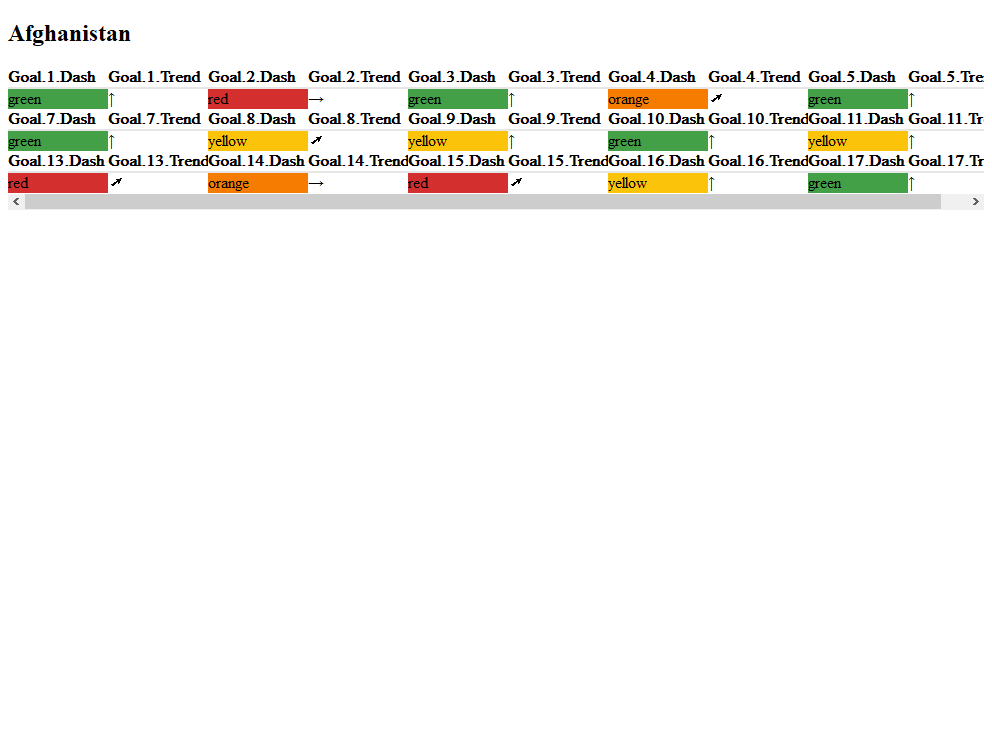 Afghanistan
Goal.1.Dash Goal.1.Trend Goal.2.Dash Goal.2.Trend Goal.3.Dash Goal.3.Trend Goal.4.Dash Goal.4.Trend Goal.5.Dash Goal.5.Tre
green ↑ red → green ↑ orange ➚ green ↑
Goal.7.Dash Goal.7.Trend Goal.8.Dash Goal.8.Trend Goal.9.Dash Goal.9.Trend Goal.10.Dash Goal.10.Trend Goal.11.Dash Goal.11.Tr
green ↑ yellow ➚ yellow ↑ green ↑ yellow ↑
Goal.13.Dash Goal.13.Trend Goal.14.Dash Goal.14.Trend Goal.15.Dash Goal.15.Trend Goal.16.Dash Goal.16.Trend Goal.17.Dash Goal.17.Tr
red ➚ orange → red ➚ yellow ↑ green ↑